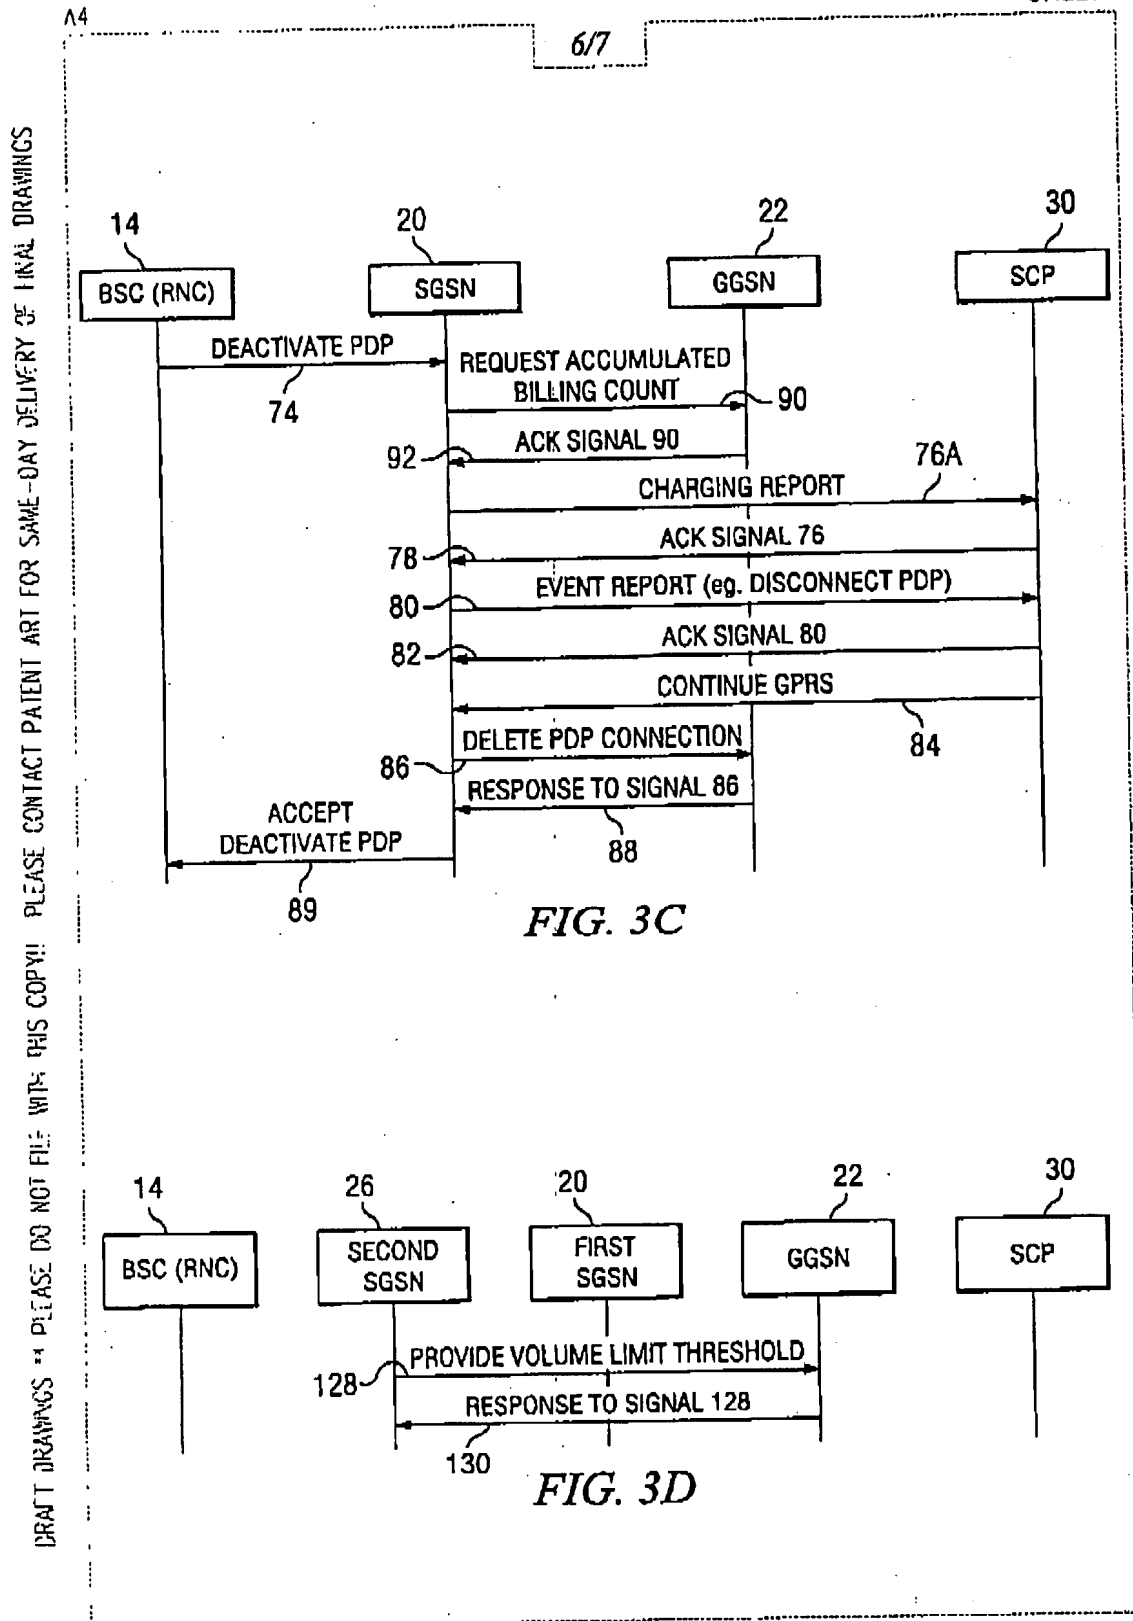 A4
6/7
DRAFT DRAWINGS ** PLEASE DO NOT FILE WITH THIS COPY!! PLEASE CONTACT PATENT ART FOR SAME-DAY DELIVERY OF FINAL DRAWINGS
14
20
22
30
BSC (RNC)
SGSN
GGSN
SCP
DEACTIVATE PDP
74
REQUEST ACCUMULATED
BILLING COUNT
90
ACK SIGNAL 90
92
76A
CHARGING REPORT
ACK SIGNAL 76
78
EVENT REPORT (eg. DISCONNECT PDP)
80
ACK SIGNAL 80
82
CONTINUE GPRS
84
DELETE PDP CONNECTION
86
RESPONSE TO SIGNAL 86
88
ACCEPT
DEACTIVATE PDP
89
FIG. 3C
14
26
20
22
30
BSC (RNC)
SECOND
SGSN
FIRST
SGSN
GGSN
SCP
PROVIDE VOLUME LIMIT THRESHOLD
128
RESPONSE TO SIGNAL 128
130
FIG. 3D